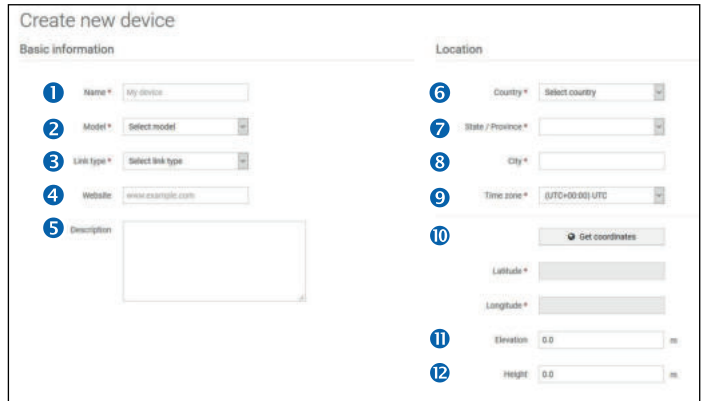 Create new device
Basic information
1 Name * My device
2 Model * Select model
3 Link type * Select link type
4 Website www.example.com
5 Description
Location
6 Country * Select country
7 State / Province *
8 City *
9 Time zone * (UTC+00:00) UTC
10 Get coordinates
Latitude *
Longitude *
11 Elevation 0.0 m
12 Height 0.0 m